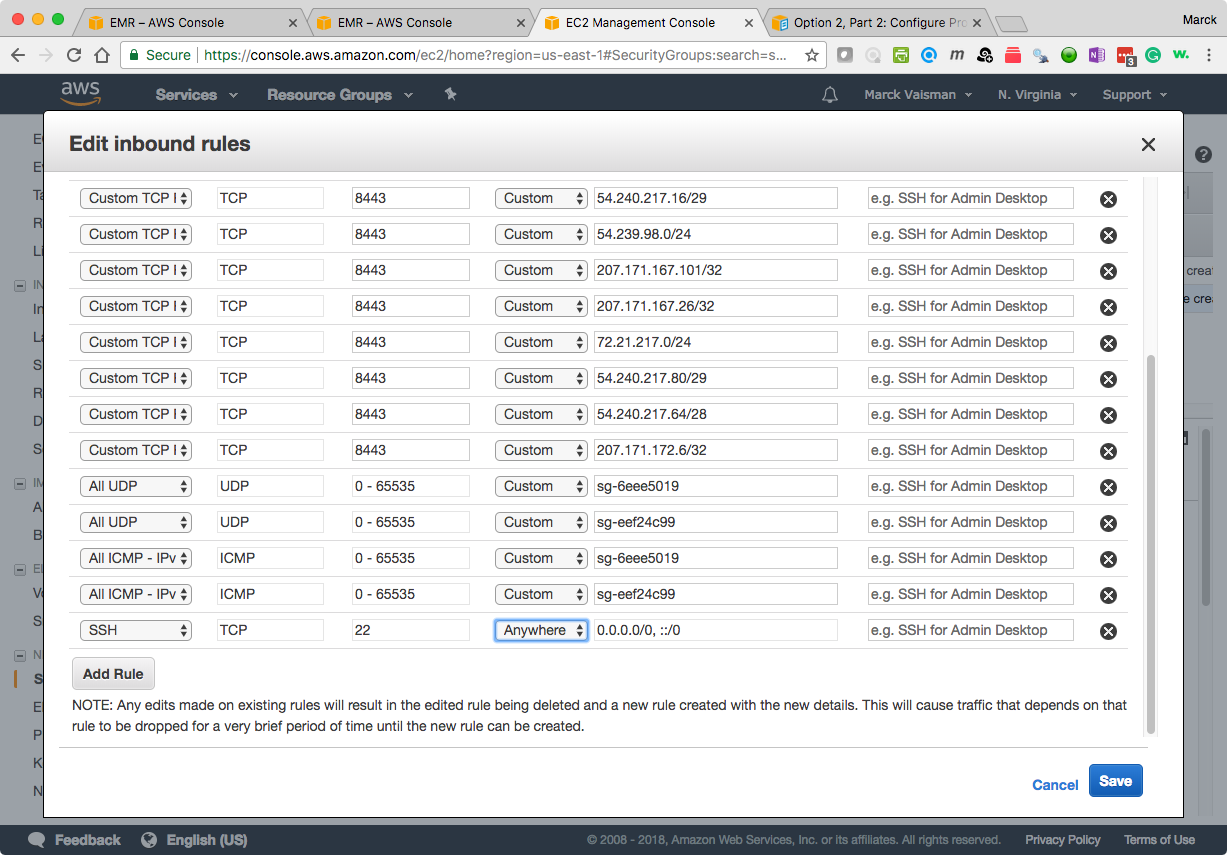 EMR – AWS Console
EMR – AWS Console
EC2 Management Console
Option 2, Part 2: Configure Pro
Marck
Secure
https://console.aws.amazon.com/ec2/home?region=us-east-1#SecurityGroups:search=s...
3
aws
Services
Resource Groups
Marck Vaisman
N. Virginia
Support
Edit inbound rules
Custom TCP TCP 8443 Custom 54.240.217.16/29 e.g. SSH for Admin Desktop
Custom TCP TCP 8443 Custom 54.239.98.0/24 e.g. SSH for Admin Desktop
Custom TCP TCP 8443 Custom 207.171.167.101/32 e.g. SSH for Admin Desktop
Custom TCP TCP 8443 Custom 207.171.167.26/32 e.g. SSH for Admin Desktop
Custom TCP TCP 8443 Custom 72.21.217.0/24 e.g. SSH for Admin Desktop
Custom TCP TCP 8443 Custom 54.240.217.80/29 e.g. SSH for Admin Desktop
Custom TCP TCP 8443 Custom 54.240.217.64/28 e.g. SSH for Admin Desktop
Custom TCP TCP 8443 Custom 207.171.172.6/32 e.g. SSH for Admin Desktop
All UDP UDP 0 - 65535 Custom sg-6eee5019 e.g. SSH for Admin Desktop
All UDP UDP 0 - 65535 Custom sg-eef24c99 e.g. SSH for Admin Desktop
All ICMP - IPv ICMP 0 - 65535 Custom sg-6eee5019 e.g. SSH for Admin Desktop
All ICMP - IPv ICMP 0 - 65535 Custom sg-eef24c99 e.g. SSH for Admin Desktop
SSH TCP 22 Anywhere 0.0.0.0/0, ::/0 e.g. SSH for Admin Desktop
Add Rule
NOTE: Any edits made on existing rules will result in the edited rule being deleted and a new rule created with the new details. This will cause traffic that depends on that
rule to be dropped for a very brief period of time until the new rule can be created.
Cancel
Save
Feedback
English (US)
© 2008 - 2018, Amazon Web Services, Inc. or its affiliates. All rights reserved.
Privacy Policy
Terms of Use